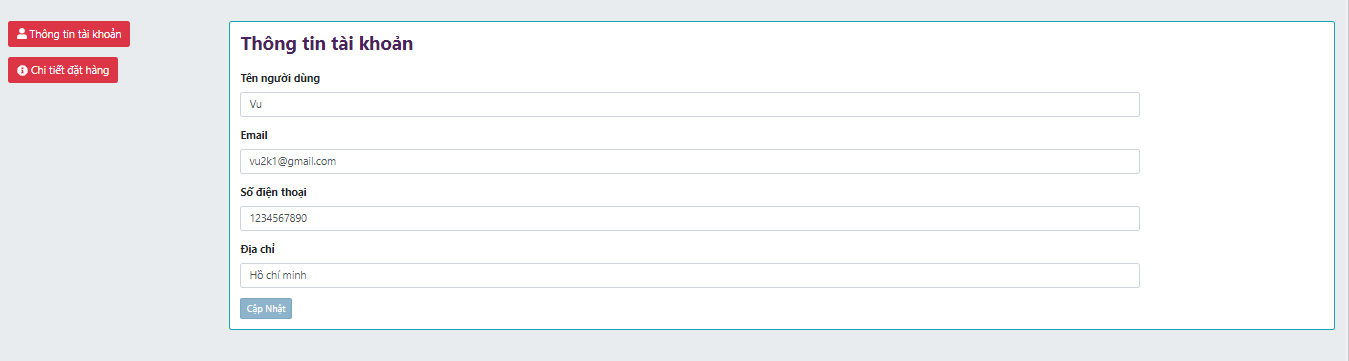 Thông tin tài khoản
Chi tiết đặt hàng
Thông tin tài khoản
Tên người dùng
Vu
Email
vu2k1@gmail.com
Số điện thoại
1234567890
Địa chỉ
Hồ chí minh
Cập Nhật